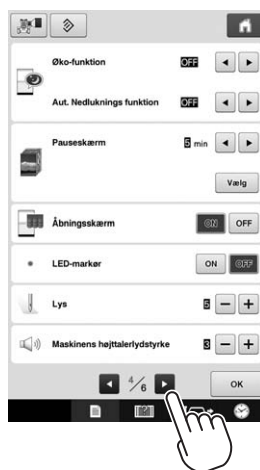 Øko-funktion OFF
Aut. Nedluknings funktion OFF
Pauseskærm 5 min
Vælg
Åbningsskærm ON OFF
LED-markør ON OFF
Lys 5 − +
Maskinens højttalerlydstyrke 3 − +
4/6 OK